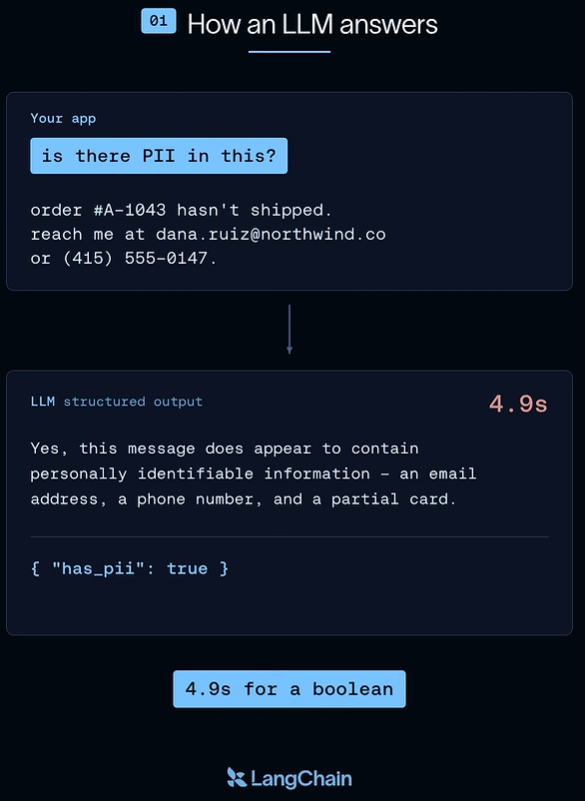 01 How an LLM answers
Your app
is there PII in this?
order #A-1043 hasn't shipped.
reach me at dana.ruiz@northwind.co
or (415) 555-0147.
LLM structured output
4.9s
Yes, this message does appear to contain
personally identifiable information – an email
address, a phone number, and a partial card.
{ "has_pii": true }
4.9s for a boolean
LangChain